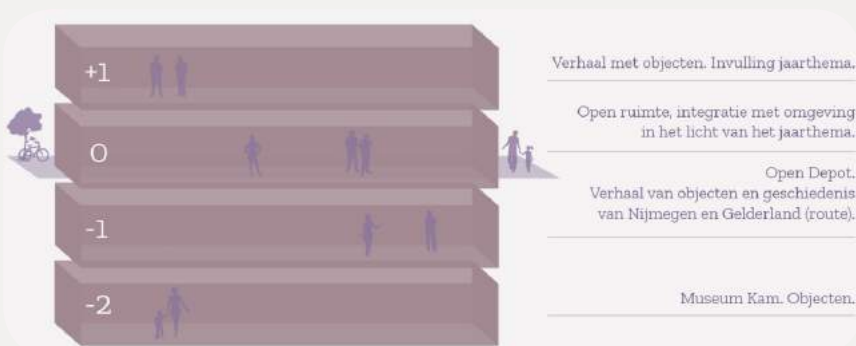 +1
Verhaal met objecten. Invulling jaarthema.
0
Open ruimte, integratie met omgeving
in het licht van het jaarthema.
-1
Open Depot.
Verhaal van objecten en geschiedenis
van Nijmegen en Gelderland (route).
-2
Museum Kam. Objecten.